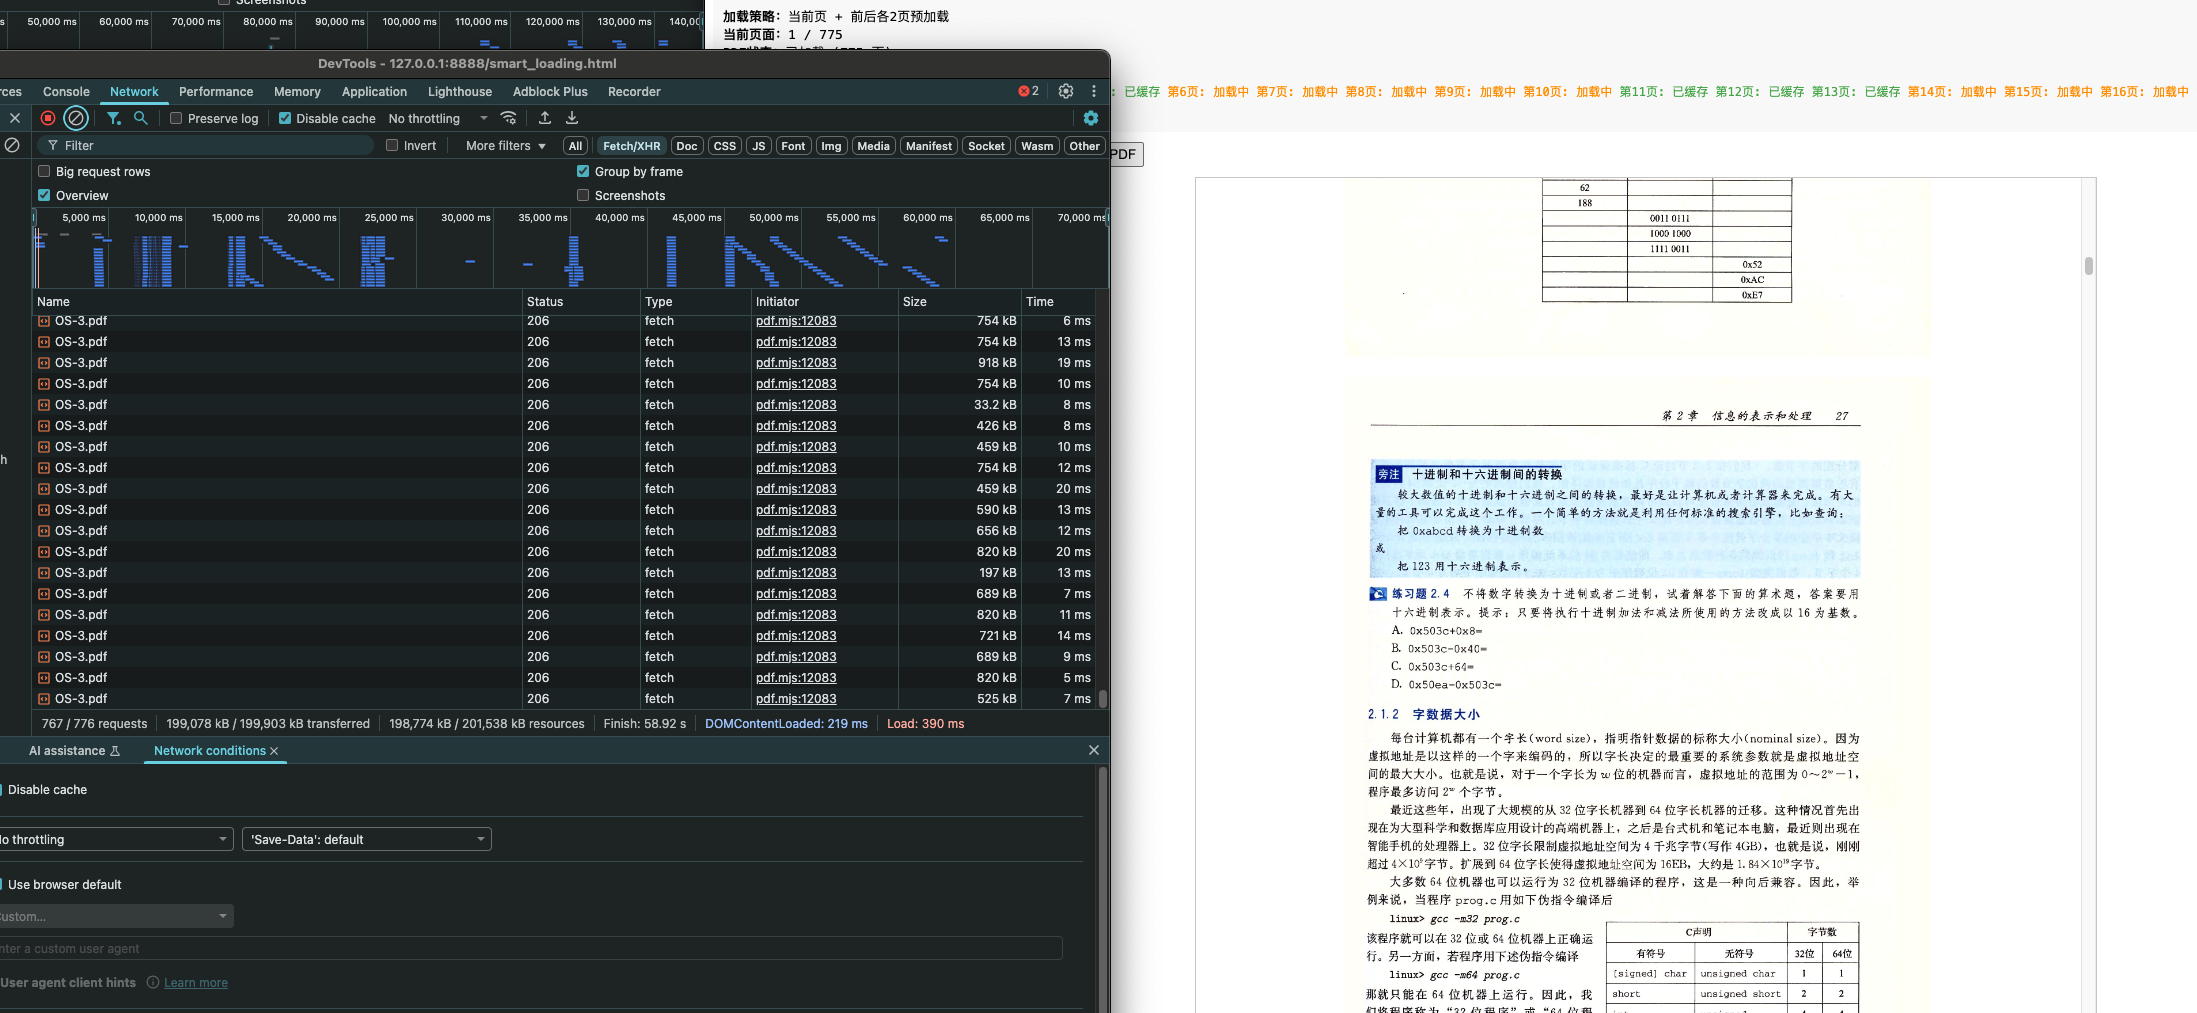 Screenshots
50,000 ms 60,000 ms 70,000 ms 80,000 ms 90,000 ms 100,000 ms 110,000 ms 120,000 ms 130,000 ms 140,00
加载策略: 当前页 + 前后各2页预加载
当前页面: 1 / 775
DevTools - 127.0.0.1:8888/smart_loading.html
rces Console Network Performance Memory Application Lighthouse Adblock Plus Recorder 2
Preserve log Disable cache No throttling
Filter Invert More filters All Fetch/XHR Doc CSS JS Font Img Media Manifest Socket Wasm Other
Big request rows Group by frame
Overview Screenshots
5,000 ms 10,000 ms 15,000 ms 20,000 ms 25,000 ms 30,000 ms 35,000 ms 40,000 ms 45,000 ms 50,000 ms 55,000 ms 60,000 ms 65,000 ms 70,000 ms
Name Status Type Initiator Size Time
OS-3.pdf 206 fetch pdf.mjs:12083 754 kB 6 ms
OS-3.pdf 206 fetch pdf.mjs:12083 754 kB 13 ms
OS-3.pdf 206 fetch pdf.mjs:12083 918 kB 19 ms
OS-3.pdf 206 fetch pdf.mjs:12083 754 kB 10 ms
OS-3.pdf 206 fetch pdf.mjs:12083 33.2 kB 8 ms
OS-3.pdf 206 fetch pdf.mjs:12083 426 kB 8 ms
OS-3.pdf 206 fetch pdf.mjs:12083 459 kB 10 ms
OS-3.pdf 206 fetch pdf.mjs:12083 754 kB 12 ms
OS-3.pdf 206 fetch pdf.mjs:12083 459 kB 20 ms
OS-3.pdf 206 fetch pdf.mjs:12083 590 kB 13 ms
OS-3.pdf 206 fetch pdf.mjs:12083 656 kB 12 ms
OS-3.pdf 206 fetch pdf.mjs:12083 820 kB 20 ms
OS-3.pdf 206 fetch pdf.mjs:12083 197 kB 13 ms
OS-3.pdf 206 fetch pdf.mjs:12083 689 kB 7 ms
OS-3.pdf 206 fetch pdf.mjs:12083 820 kB 11 ms
OS-3.pdf 206 fetch pdf.mjs:12083 721 kB 14 ms
OS-3.pdf 206 fetch pdf.mjs:12083 689 kB 9 ms
OS-3.pdf 206 fetch pdf.mjs:12083 820 kB 5 ms
OS-3.pdf 206 fetch pdf.mjs:12083 525 kB 7 ms
767 / 776 requests 199,078 kB / 199,903 kB transferred 198,774 kB / 201,538 kB resources Finish: 58.92 s DOMContentLoaded: 219 ms Load: 390 ms
AI assistance Network conditions
Disable cache
lo throttling 'Save-Data': default
Use browser default
Custom...
nter a custom user agent
User agent client hints Learn more
h
: 已缓存 第6页: 加载中 第7页: 加载中 第8页: 加载中 第9页: 加载中 第10页: 加载中 第11页: 已缓存 第12页: 已缓存 第13页: 已缓存 第14页: 加载中 第15页: 加载中 第16页: 加载中
PDF
62
188
0011 0111
1000 1000
1111 0011
0x52
0xAC
0xE7
第 2 章 信息的表示和处理 27
旁注 十进制和十六进制间的转换
较大数值的十进制和十六进制之间的转换，最好是让计算机或者计算器来完成。有大
量的工具可以完成这个工作。一个简单的方法就是利用任何标准的搜索引擎，比如查询：
把 0xabcd 转换为十进制数
或
把 123 用十六进制表示。
练习题 2.4 不将数字转换为十进制或者二进制，试着解答下面的算术题，答案要用
十六进制表示。提示：只要将执行十进制加法和减法所使用的方法改成以 16 为基数。
A. 0x503c+0x8=
B. 0x503c-0x40=
C. 0x503c+64=
D. 0x50ea-0x503c=
2.1.2 字数据大小
每台计算机都有一个字长(word size)，指明指针数据的标称大小(nominal size)。因为
虚拟地址是以这样的一个字来编码的，所以字长决定的最重要的系统参数就是虚拟地址空
间的最大大小。也就是说，对于一个字长为 w 位的机器而言，虚拟地址的范围为 0～2ʷ－1，
程序最多访问 2ʷ 个字节。
最近这些年，出现了大规模的从 32 位字长机器到 64 位字长机器的迁移。这种情况首先出
现在为大型科学和数据库应用设计的高端机器上，之后是台式机和笔记本电脑，最近则出现在
智能手机的处理器上。32 位字长限制虚拟地址空间为 4 千兆字节(写作 4GB)，也就是说，刚刚
超过 4×10⁹ 字节。扩展到 64 位字长使得虚拟地址空间为 16EB，大约是 1.84×10¹⁹ 字节。
大多数 64 位机器也可以运行为 32 位机器编译的程序，这是一种向后兼容。因此，举
例来说，当程序 prog.c 用如下伪指令编译后
linux> gcc -m32 prog.c
该程序就可以在 32 位或 64 位机器上正确运
行。另一方面，若程序用下述伪指令编译
linux> gcc -m64 prog.c
那就只能在 64 位机器上运行。因此，我
们将程序称为“32 位程序”或“64 位程
C声明 字节数
有符号 无符号 32位 64位
[signed] char unsigned char 1 1
short unsigned short 2 2